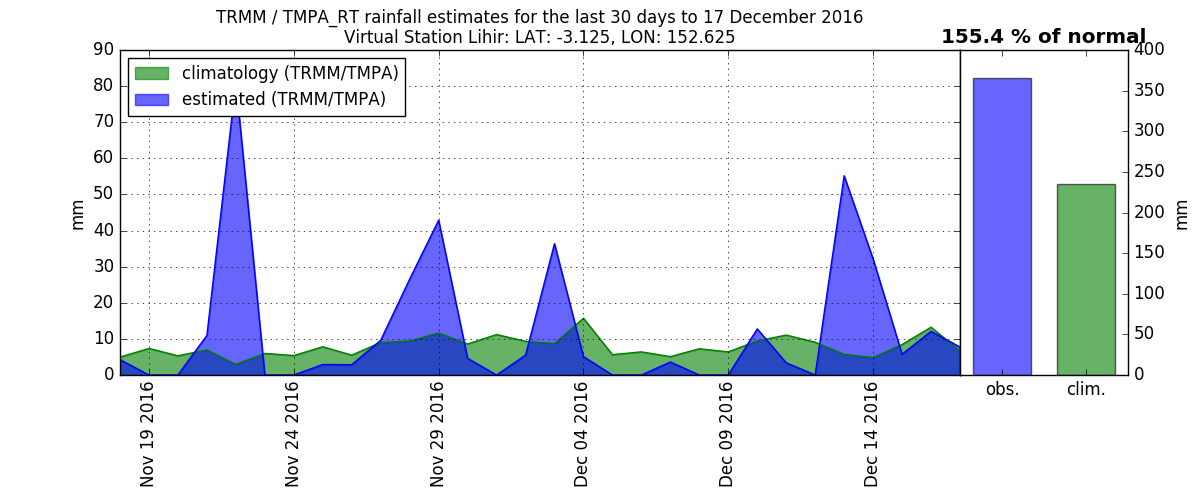 TRMM / TMPA_RT rainfall estimates for the last 30 days to 17 December 2016
Virtual Station Lihir: LAT: -3.125, LON: 152.625
155.4 % of normal
climatology (TRMM/TMPA)
estimated (TRMM/TMPA)
90
80
70
60
50
40
30
20
10
0
mm
Nov 19 2016
Nov 24 2016
Nov 29 2016
Dec 04 2016
Dec 09 2016
Dec 14 2016
400
350
300
250
200
150
100
50
0
mm
obs.
clim.